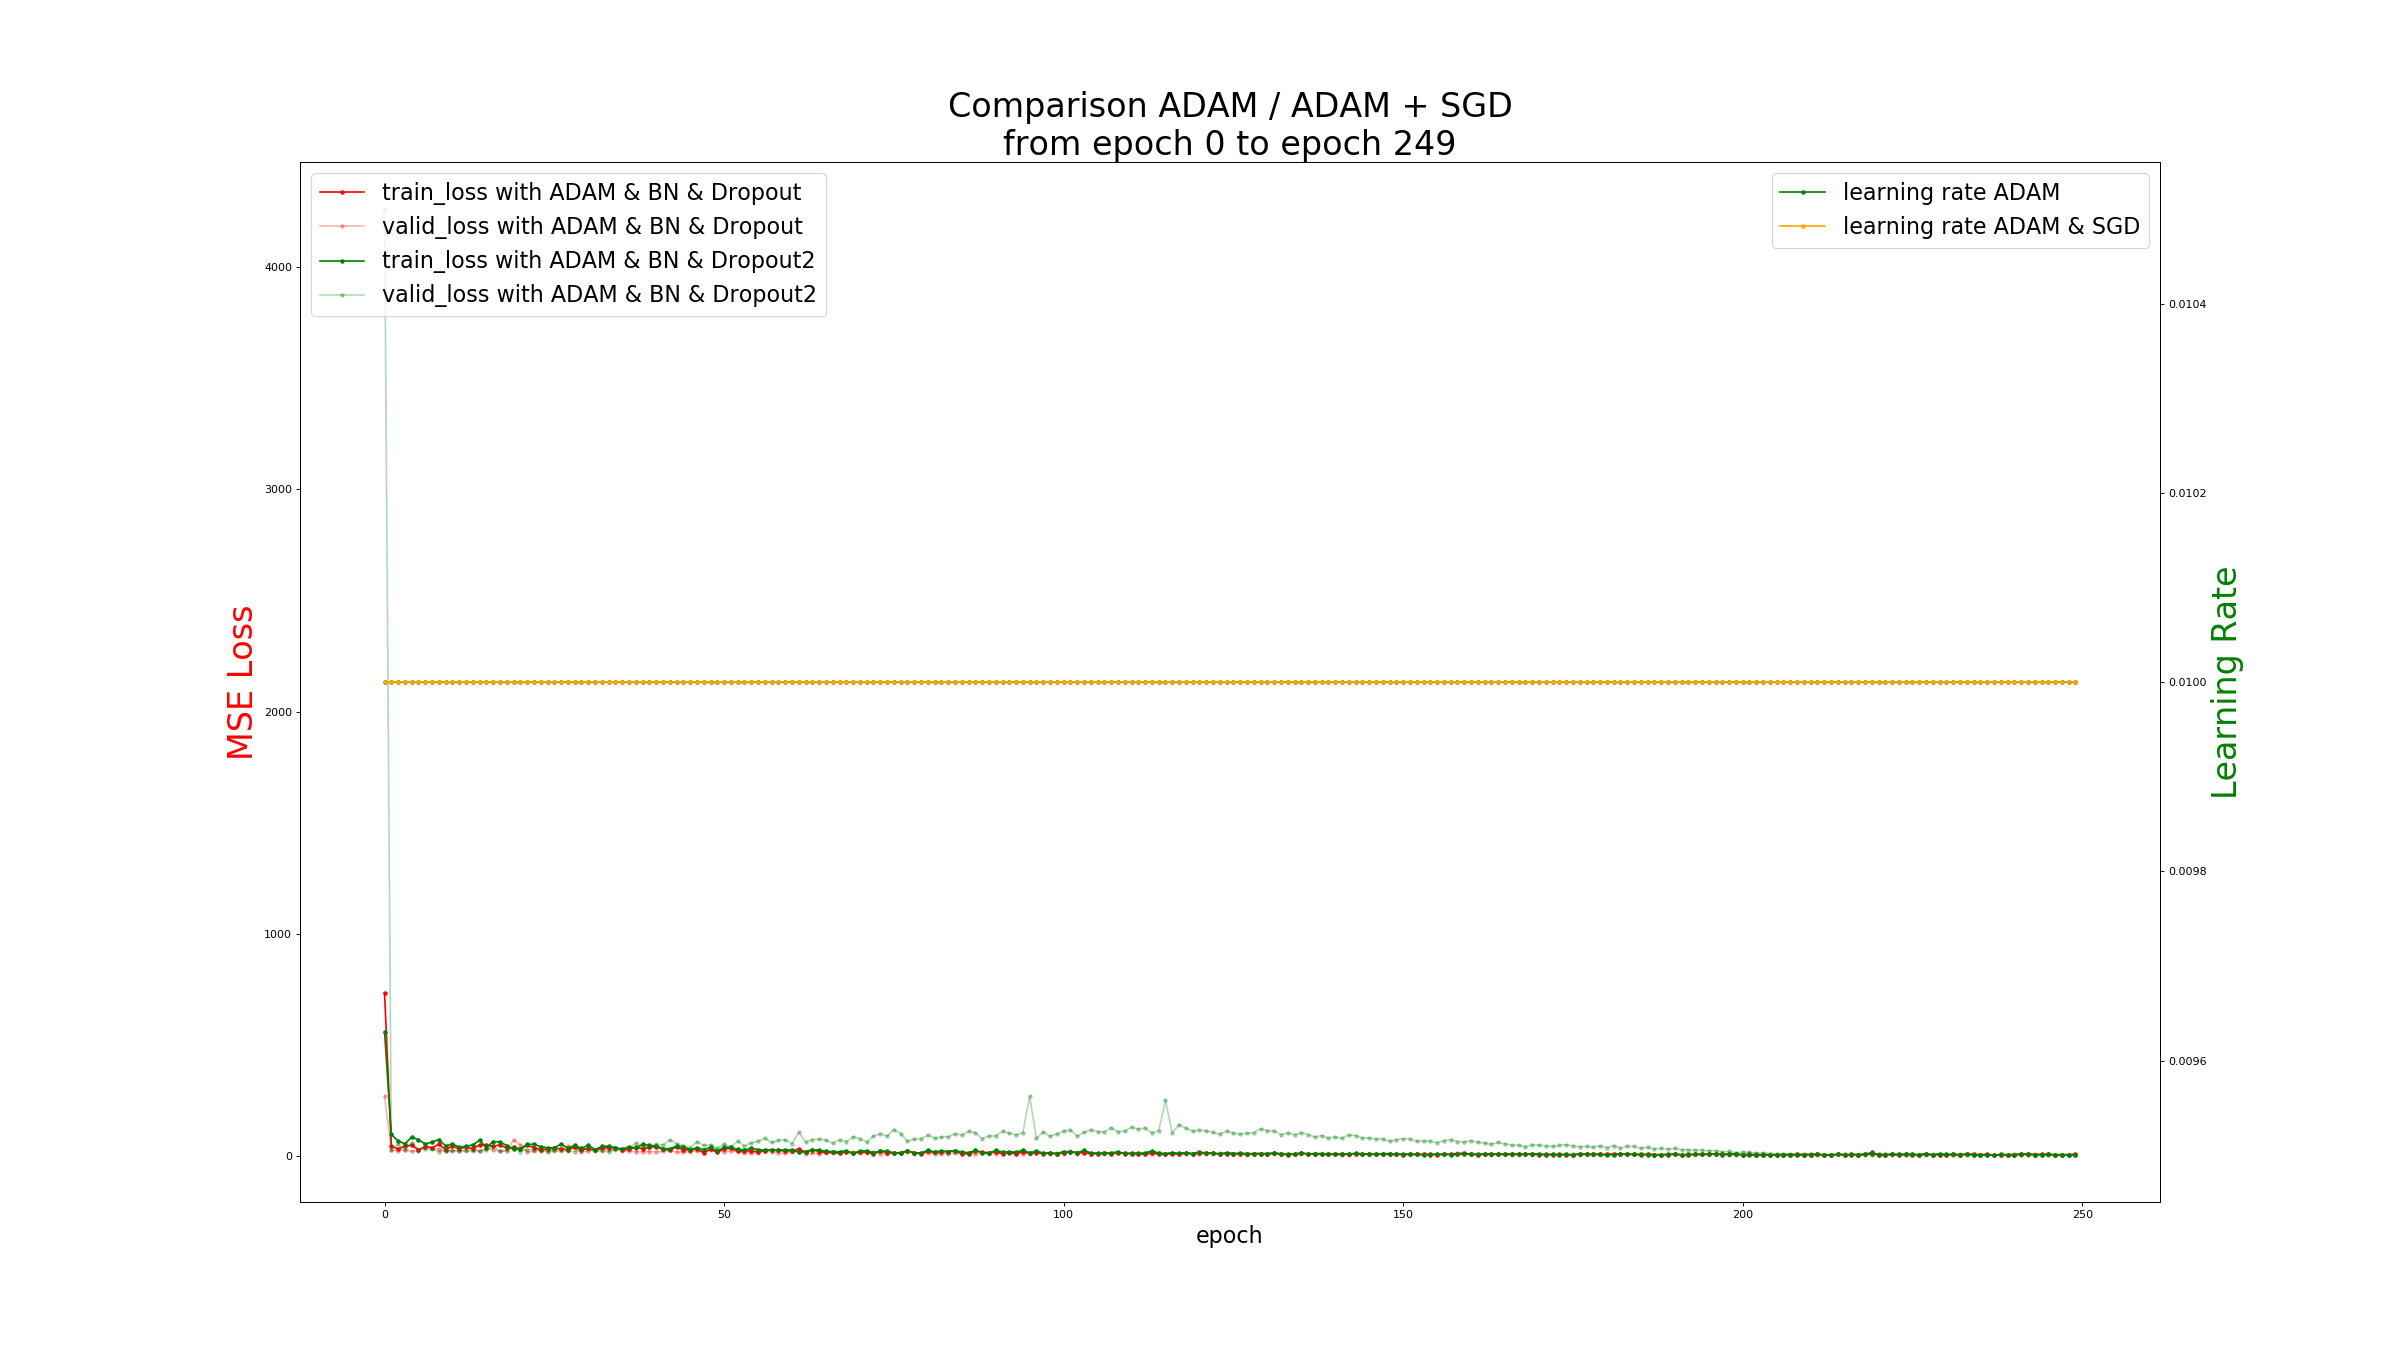 Comparison ADAM / ADAM + SGD
from epoch 0 to epoch 249
train_loss with ADAM & BN & Dropout
valid_loss with ADAM & BN & Dropout
train_loss with ADAM & BN & Dropout2
valid_loss with ADAM & BN & Dropout2
learning rate ADAM
learning rate ADAM & SGD
MSE Loss
4000
3000
2000
1000
0
0.0104
0.0102
0.0100
0.0098
0.0096
Learning Rate
0
50
100
150
200
250
epoch